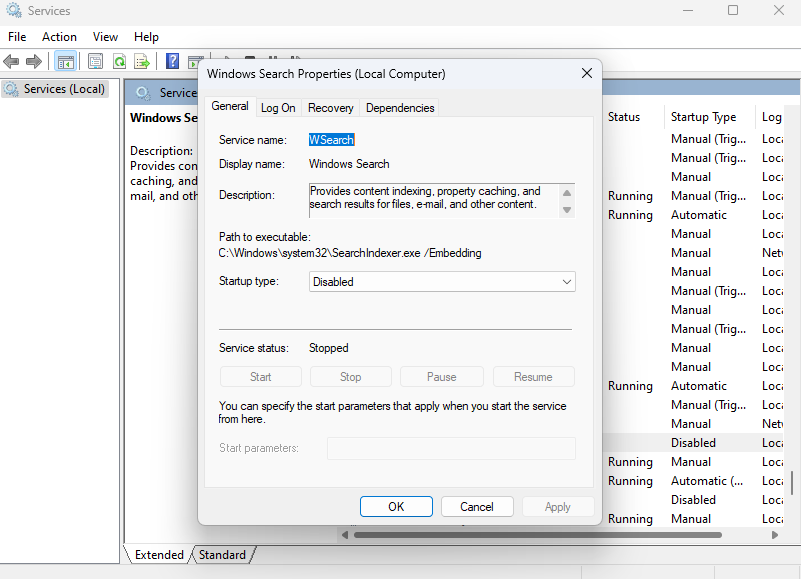 Services
File Action View Help
Services (Local)
Service
Windows Se
Description:
Provides con
caching, and
mail, and oth
Windows Search Properties (Local Computer)
General Log On Recovery Dependencies
Service name: WSearch
Display name: Windows Search
Description: Provides content indexing, property caching, and
search results for files, e-mail, and other content.
Path to executable:
C:\Windows\system32\SearchIndexer.exe /Embedding
Startup type: Disabled
Service status: Stopped
Start Stop Pause Resume
You can specify the start parameters that apply when you start the service
from here.
Start parameters:
OK Cancel Apply
Status Startup Type Log
Manual (Trig... Loca
Manual (Trig... Loca
Manual Loca
Running Manual (Trig... Loca
Running Automatic Loca
Manual Loca
Manual Netv
Manual Loca
Manual (Trig... Loca
Manual Loca
Manual (Trig... Loca
Manual Loca
Manual Loca
Running Automatic Loca
Manual (Trig... Loca
Manual Netv
Disabled Loca
Running Manual Loca
Running Automatic (... Loca
Disabled Loca
Running Manual Loca
Extended Standard